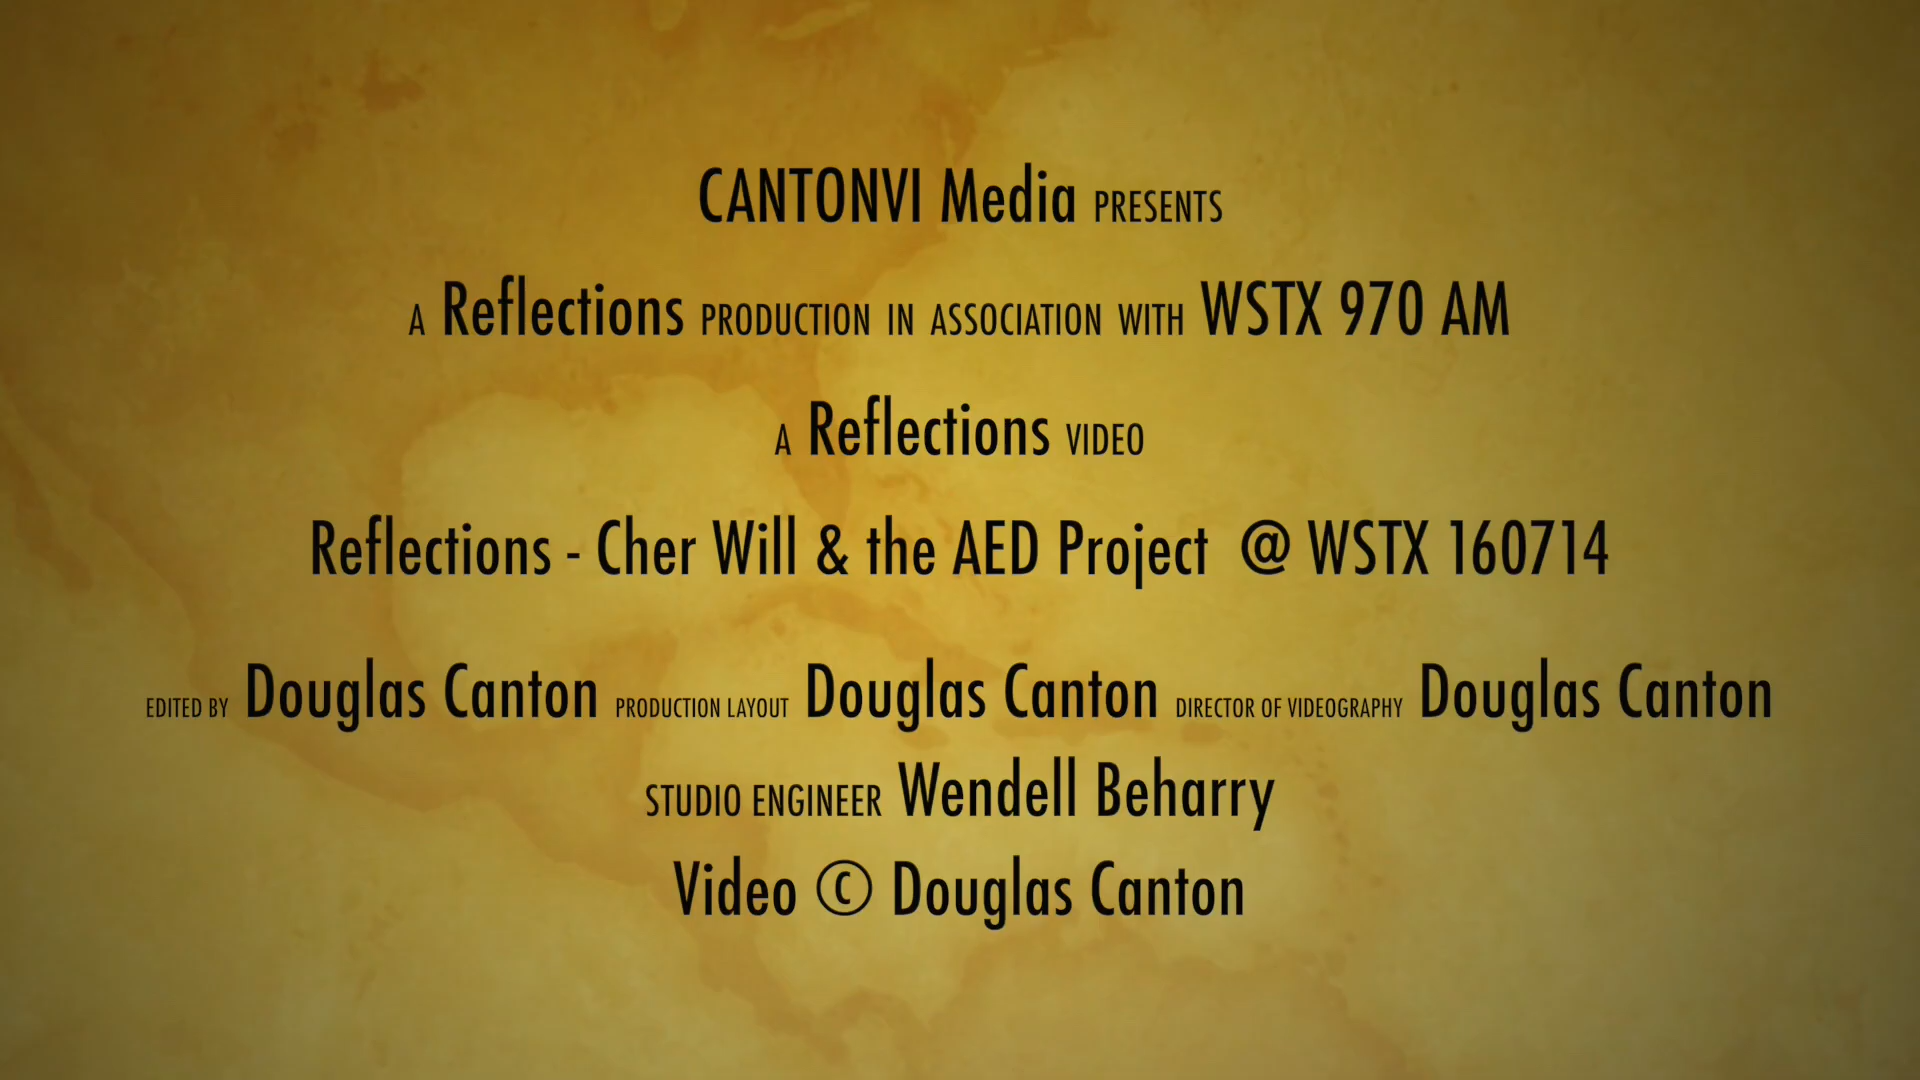 CANTONVI Media PRESENTS
A Reflections PRODUCTION IN ASSOCIATION WITH WSTX 970 AM
A Reflections VIDEO
Reflections - Cher Will & the AED Project @ WSTX 160714
EDITED BY Douglas Canton PRODUCTION LAYOUT Douglas Canton DIRECTOR OF VIDEOGRAPHY Douglas Canton
STUDIO ENGINEER Wendell Beharry
Video © Douglas Canton